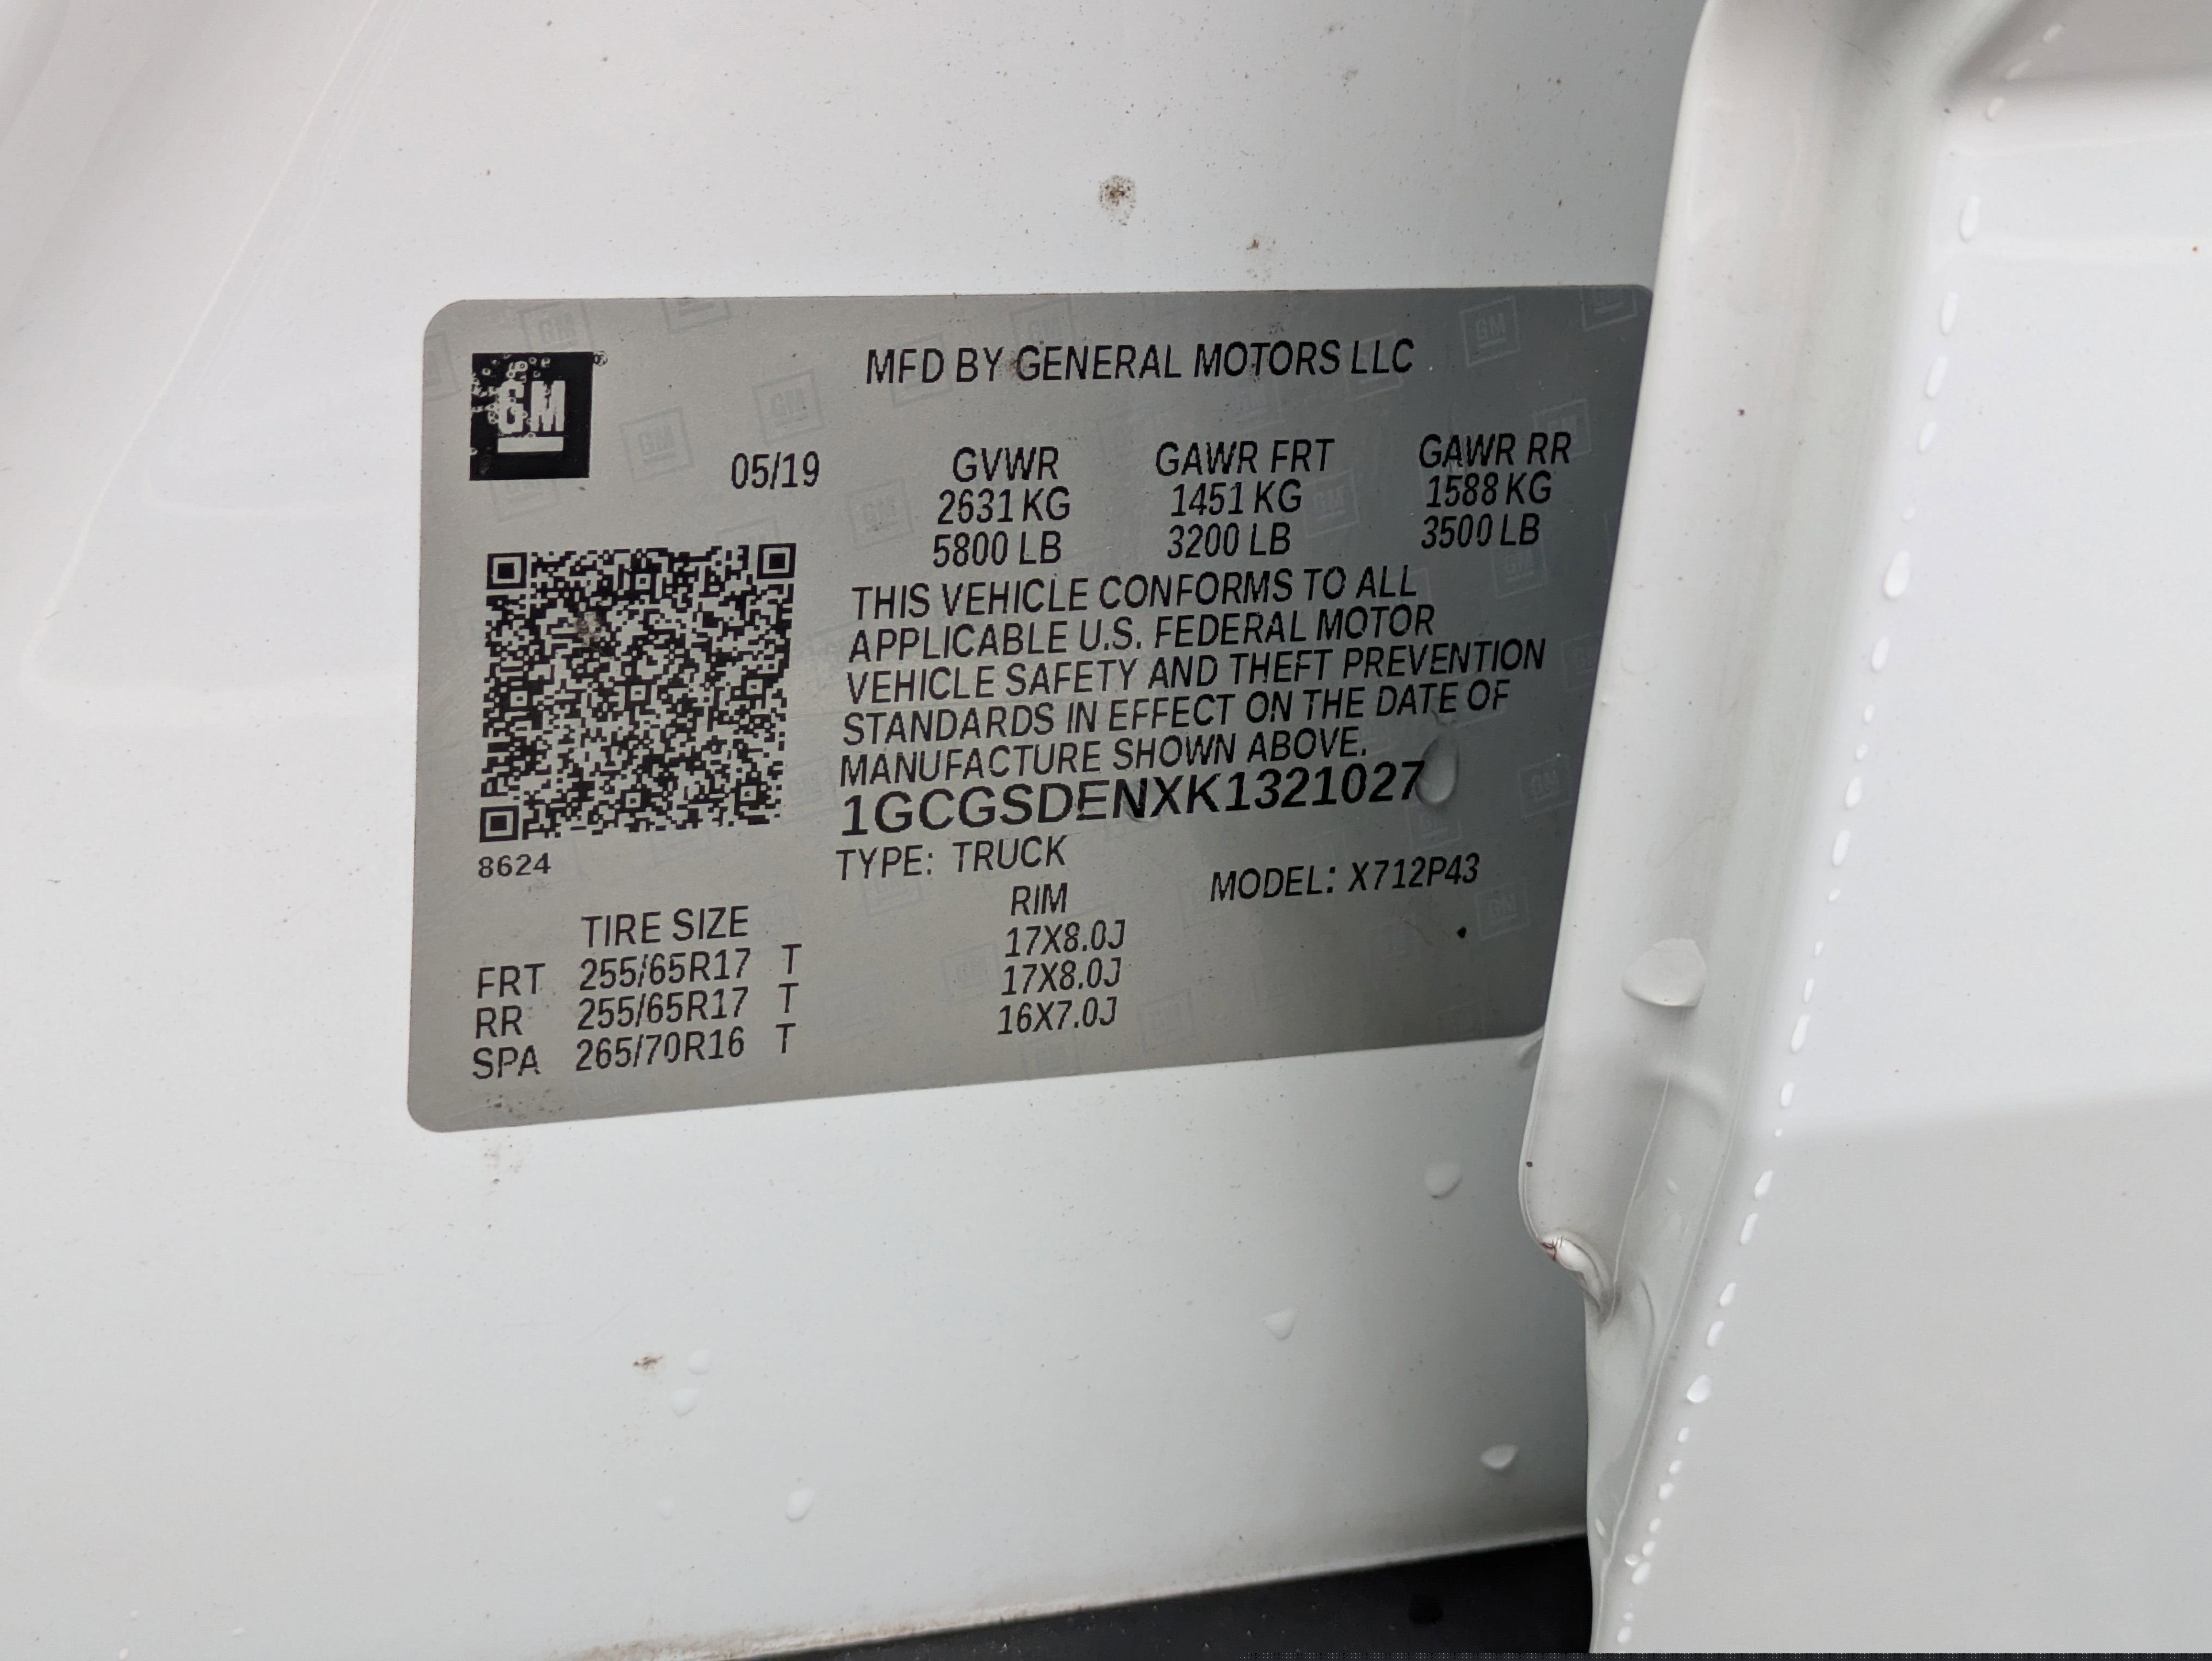 GM
MFD BY GENERAL MOTORS LLC
05/19 GVWR GAWR FRT GAWR RR
2631 KG 1451 KG 1588 KG
5800 LB 3200 LB 3500 LB
THIS VEHICLE CONFORMS TO ALL
APPLICABLE U.S. FEDERAL MOTOR
VEHICLE SAFETY AND THEFT PREVENTION
STANDARDS IN EFFECT ON THE DATE OF
MANUFACTURE SHOWN ABOVE.
1GCGSDENXK1321027
8624
TYPE: TRUCK MODEL: X712P43
TIRE SIZE RIM
FRT 255/65R17 T 17X8.0J
RR 255/65R17 T 17X8.0J
SPA 265/70R16 T 16X7.0J